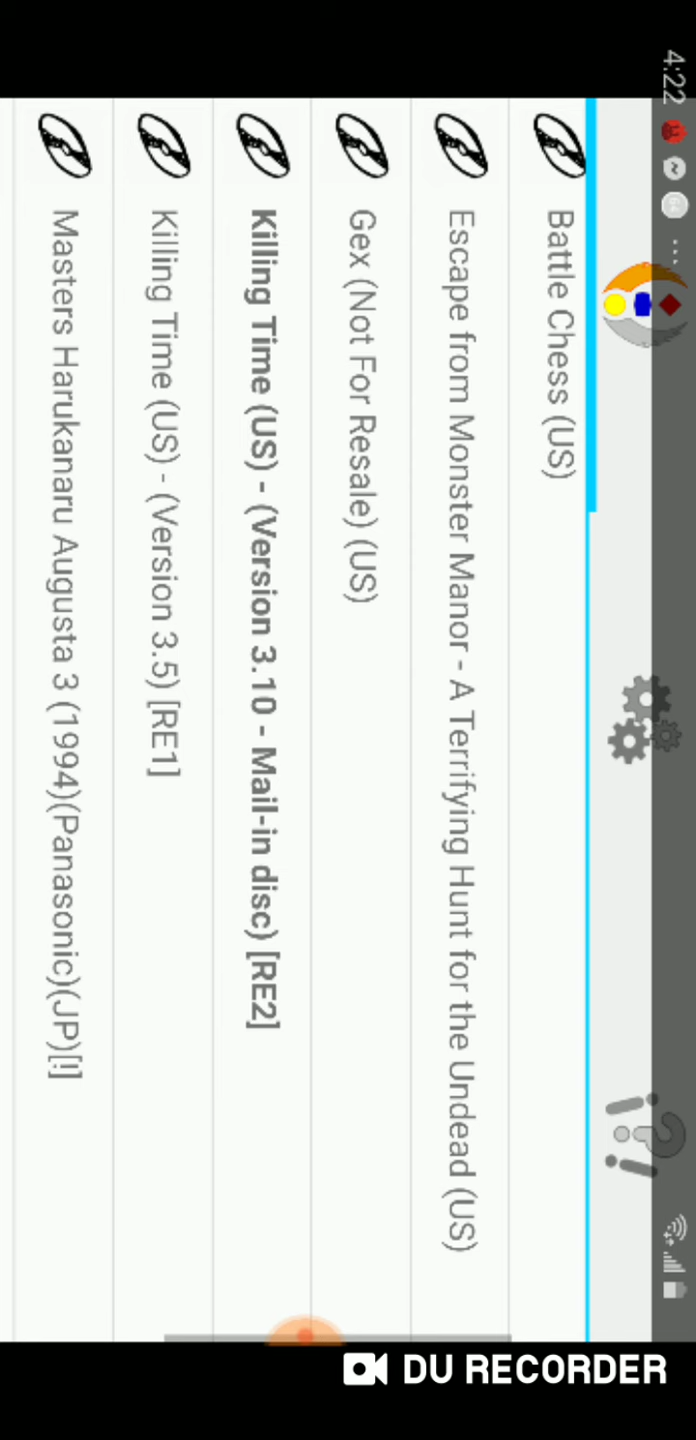 4:22
Battle Chess (US)
Escape from Monster Manor - A Terrifying Hunt for the Undead (US)
Gex (Not For Resale) (US)
Killing Time (US) - (Version 3.10 - Mail-in disc) [RE2]
Killing Time (US) - (Version 3.5) [RE1]
Masters Harukanaru Augusta 3 (1994)(Panasonic)(JP)[!]
DU RECORDER